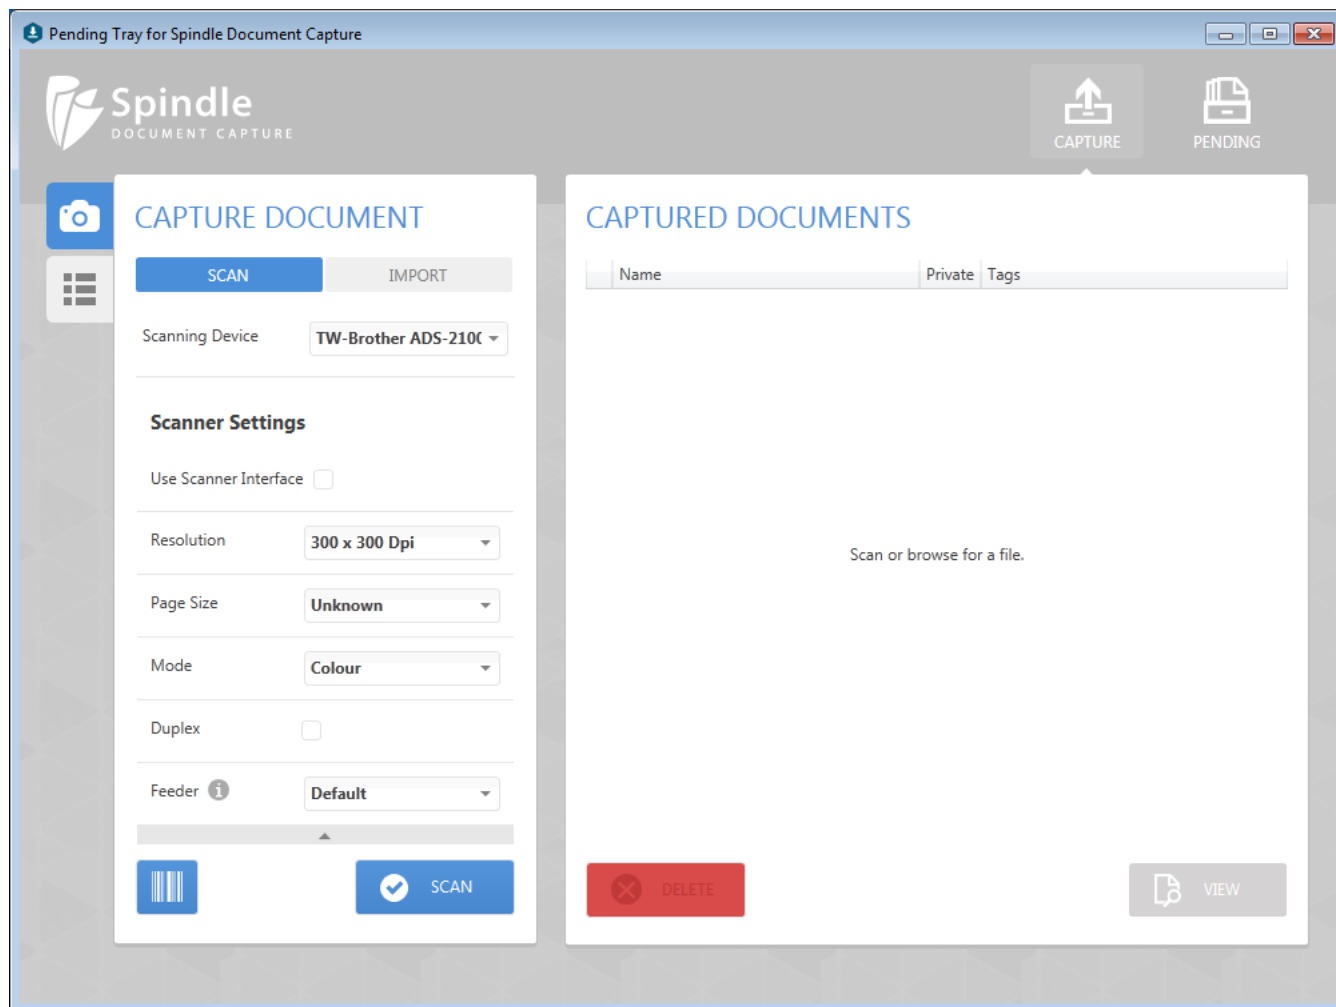 Pending Tray for Spindle Document Capture
Spindle
DOCUMENT CAPTURE
CAPTURE
PENDING
CAPTURE DOCUMENT
SCAN
IMPORT
Scanning Device
TW-Brother ADS-210(
Scanner Settings
Use Scanner Interface
Resolution
300 x 300 Dpi
Page Size
Unknown
Mode
Colour
Duplex
Feeder
Default
SCAN
CAPTURED DOCUMENTS
Name
Private
Tags
Scan or browse for a file.
DELETE
VIEW